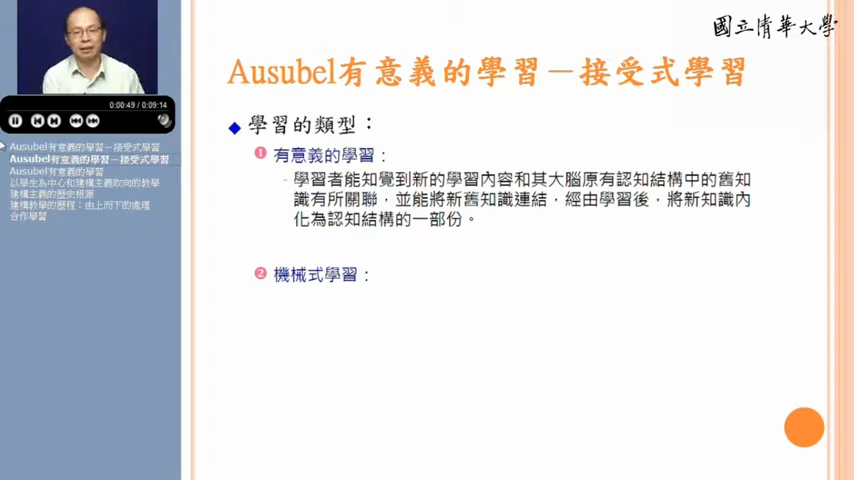 國立清華大學
Ausubel有意義的學習－接受式學習
0:00:49 / 0:09:14
Ausubel有意義的學習－接受式學習
Ausubel有意義的學習－接受式學習
Ausubel有意義的學習
以學生為中心和建構主義取向的教學
建構主義的歷史根源
建構教學的歷程：由上而下的處理
合作學習
學習的類型：
1 有意義的學習：
- 學習者能知覺到新的學習內容和其大腦原有認知結構中的舊知
識有所關聯，並能將新舊知識連結，經由學習後，將新知識內
化為認知結構的一部份。
2 機械式學習：